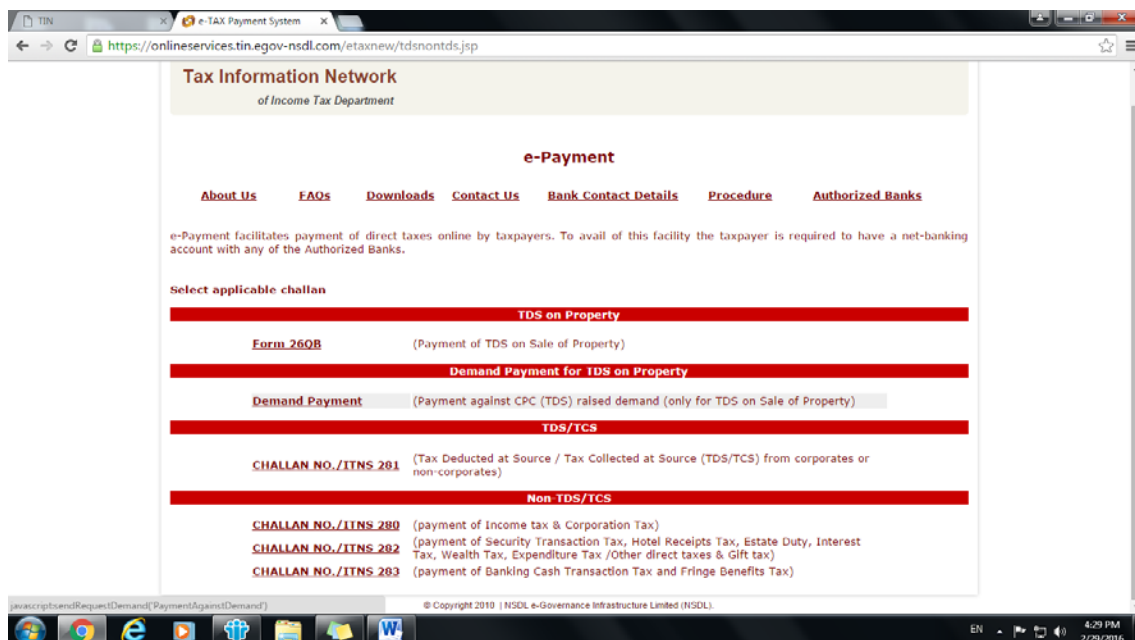 TIN
e-TAX Payment System
https://onlineservices.tin.egov-nsdl.com/etaxnew/tdsnontds.jsp
Tax Information Network
of Income Tax Department
e-Payment
About Us FAQs Downloads Contact Us Bank Contact Details Procedure Authorized Banks
e-Payment facilitates payment of direct taxes online by taxpayers. To avail of this facility the taxpayer is required to have a net-banking
account with any of the Authorized Banks.
Select applicable challan
TDS on Property
Form 26QB (Payment of TDS on Sale of Property)
Demand Payment for TDS on Property
Demand Payment (Payment against CPC (TDS) raised demand (only for TDS on Sale of Property)
TDS/TCS
CHALLAN NO./ITNS 281 (Tax Deducted at Source / Tax Collected at Source (TDS/TCS) from corporates or
non-corporates)
Non-TDS/TCS
CHALLAN NO./ITNS 280 (payment of Income tax & Corporation Tax)
CHALLAN NO./ITNS 282 (payment of Security Transaction Tax, Hotel Receipts Tax, Estate Duty, Interest
Tax, Wealth Tax, Expenditure Tax /Other direct taxes & Gift tax)
CHALLAN NO./ITNS 283 (payment of Banking Cash Transaction Tax and Fringe Benefits Tax)
javascript:sendRequestDemand('PaymentAgainstDemand')
© Copyright 2010 | NSDL e-Governance Infrastructure Limited (NSDL).
EN
4:29 PM
2/29/2016